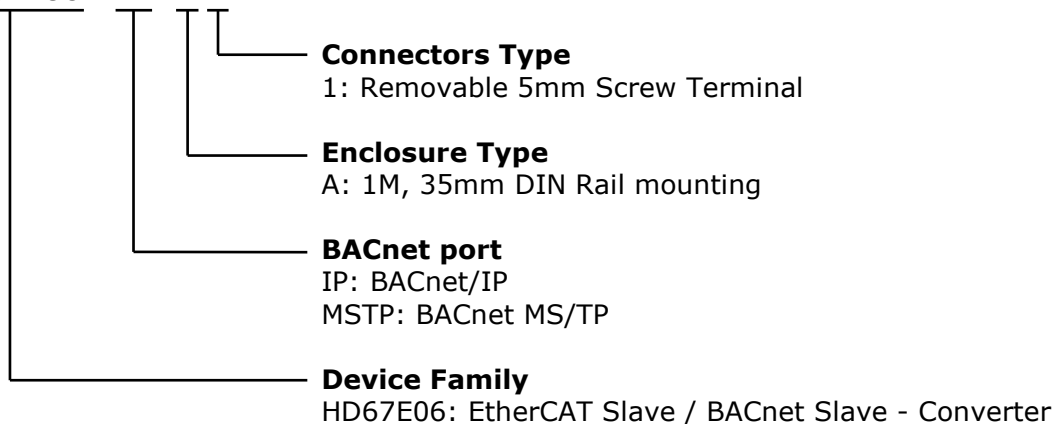 Connectors Type
1: Removable 5mm Screw Terminal
Enclosure Type
A: 1M, 35mm DIN Rail mounting
BACnet port
IP: BACnet/IP
MSTP: BACnet MS/TP
Device Family
HD67E06: EtherCAT Slave / BACnet Slave - Converter